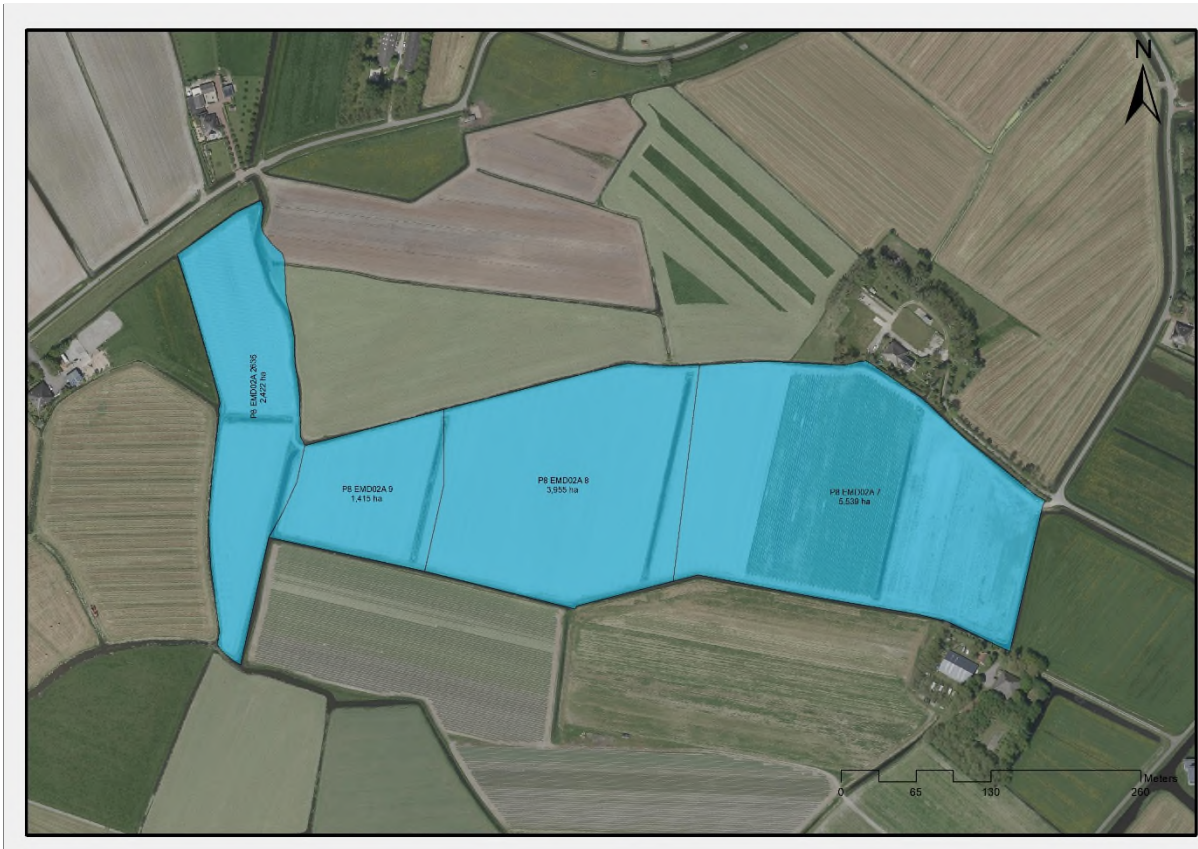 N
P8 EMD02A 2636
2,422 ha
P8 EMD02A 9
1,415 ha
P8 EMD02A 8
3,955 ha
P8 EMD02A 7
5,539 ha
Meters
0 65 130 260